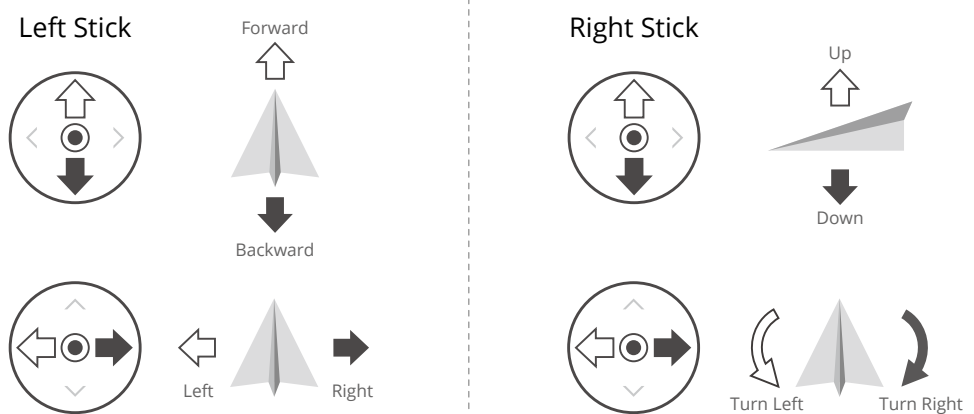 Left Stick
Forward
Backward
Left
Right
Right Stick
Up
Down
Turn Left
Turn Right